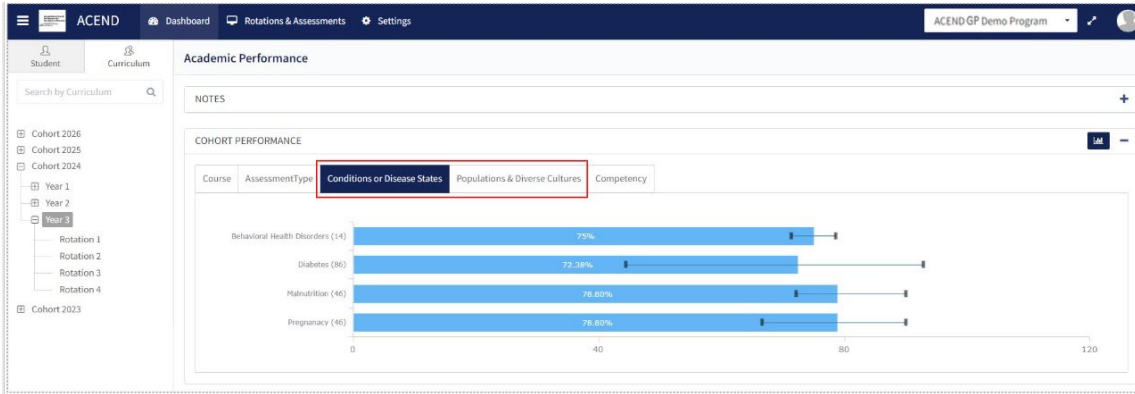 ACEND Dashboard Rotations & Assessments Settings ACEND GP Demo Program
Student Curriculum
Search by Curriculum
Cohort 2026
Cohort 2025
Cohort 2024
Year 1
Year 2
Year 3
Rotation 1
Rotation 2
Rotation 3
Rotation 4
Cohort 2023
Academic Performance
NOTES
COHORT PERFORMANCE
Course AssessmentType Conditions or Disease States Populations & Diverse Cultures Competency
Behavioral Health Disorders (14) 75%
Diabetes (86) 72.38%
Malnutrition (46) 78.80%
Pregnanacy (46) 78.80%
0 40 80 120